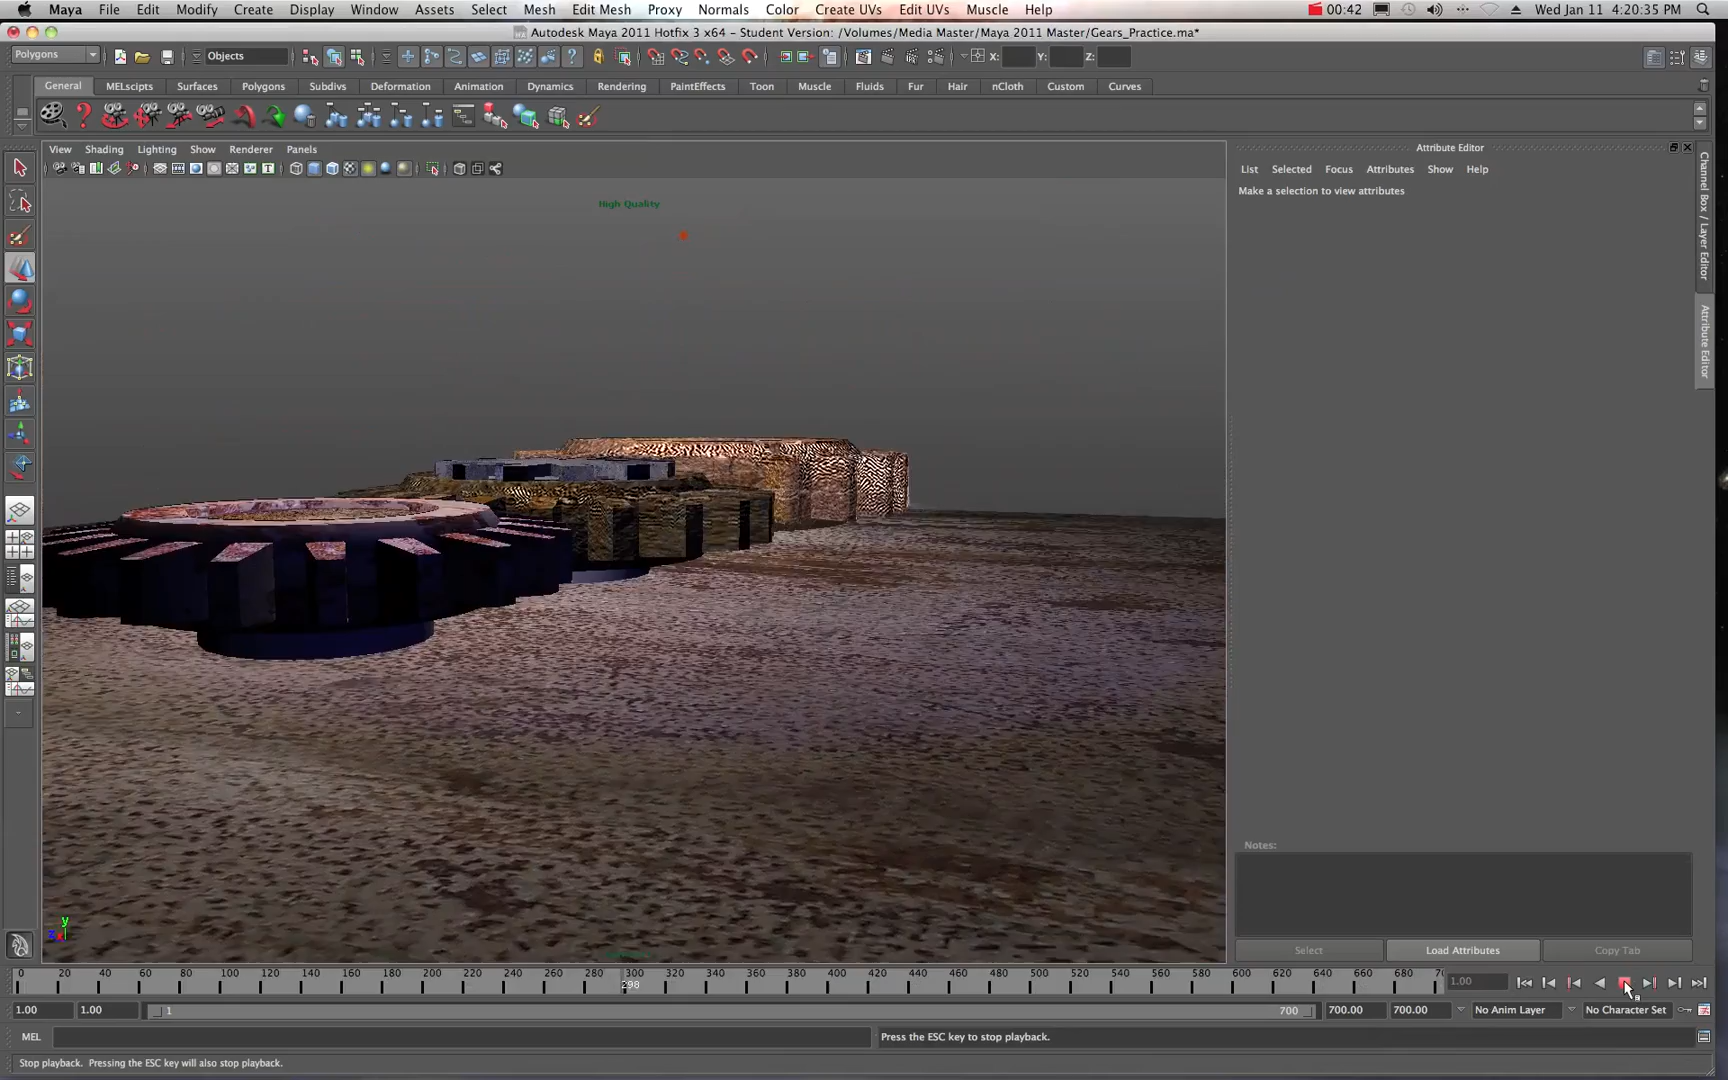 Maya File Edit Modify Create Display Window Assets Select Mesh Edit Mesh Proxy Normals Color Create UVs Edit UVs Muscle Help 00:42 Wed Jan 11 4:20:35 PM
Autodesk Maya 2011 Hotfix 3 x64 - Student Version: /Volumes/Media Master/Maya 2011 Master/Gears_Practice.ma*
Polygons Objects X: Y: Z:
General MELscipts Surfaces Polygons Subdivs Deformation Animation Dynamics Rendering PaintEffects Toon Muscle Fluids Fur Hair nCloth Custom Curves
View Shading Lighting Show Renderer Panels
Attribute Editor
List Selected Focus Attributes Show Help
Make a selection to view attributes
High Quality
Channel Box / Layer Editor
Attribute Editor
Notes:
Select Load Attributes Copy Tab
y
z x
0 20 40 60 80 100 120 140 160 180 200 220 240 260 280 300 320 340 360 380 400 420 440 460 480 500 520 540 560 580 600 620 640 660 680 70
298
1.00
1.00 1.00 1 700 700.00 700.00 No Anim Layer No Character Set
MEL Press the ESC key to stop playback.
Stop playback. Pressing the ESC key will also stop playback.